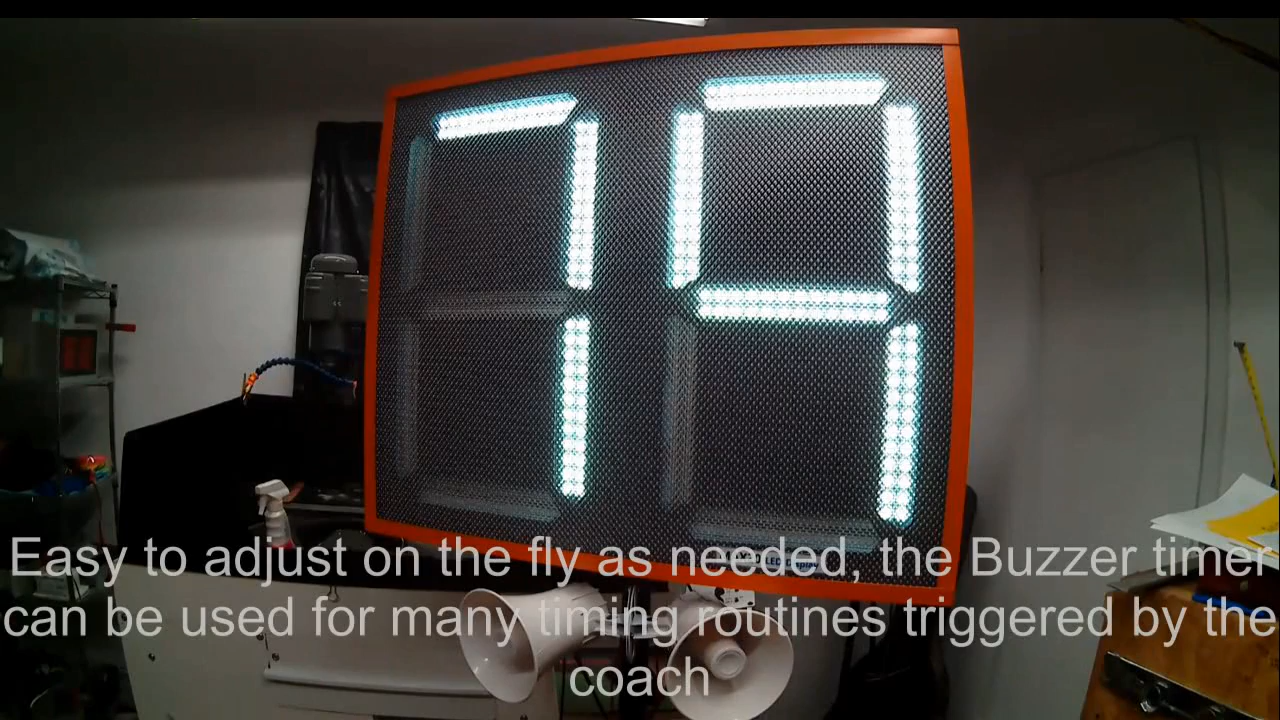 79
Easy to adjust on the fly as needed, the Buzzer timer
can be used for many timing routines triggered by the
coach